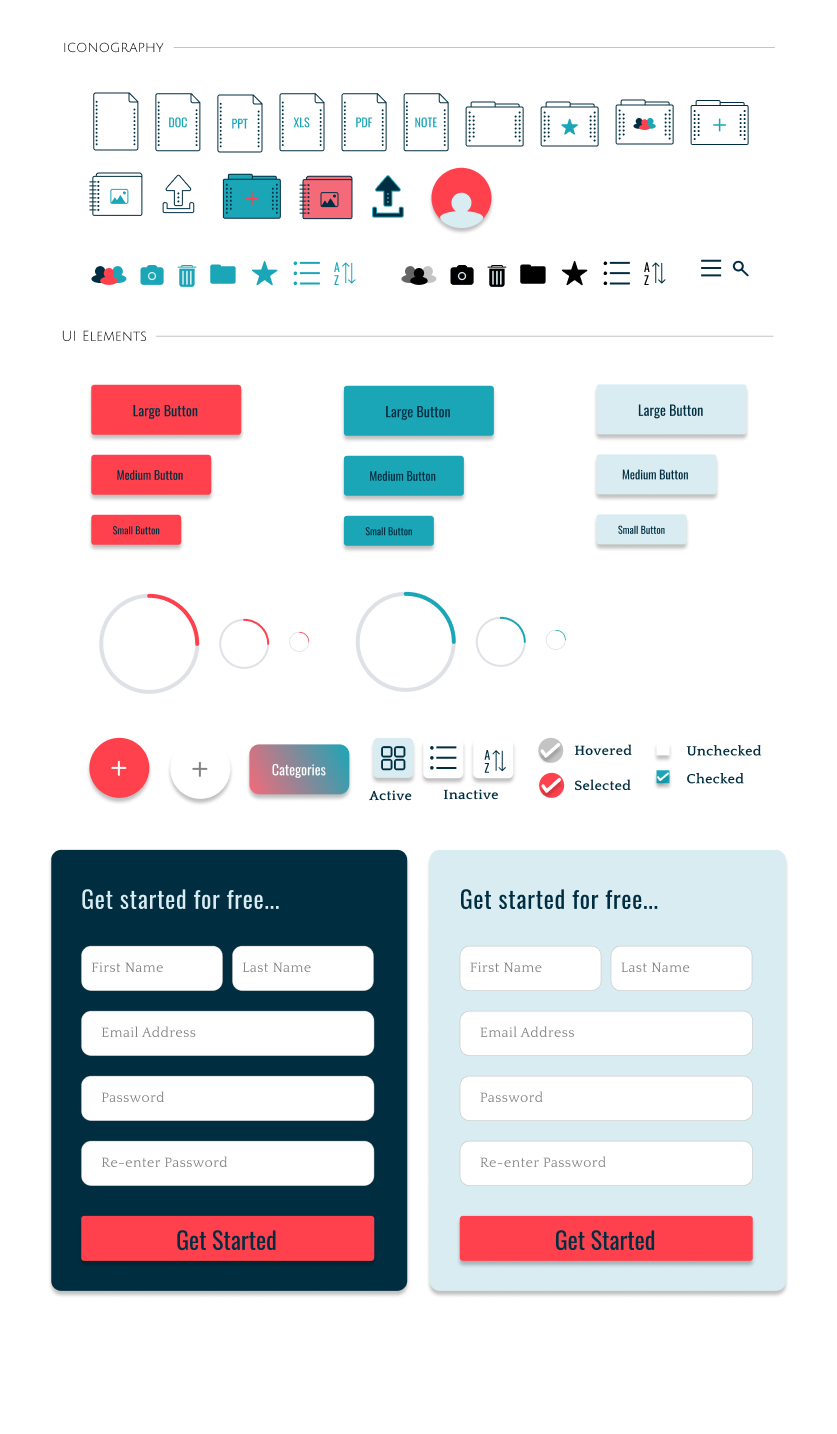 ICONOGRAPHY
DOC PPT XLS PDF NOTE
A
Z
A
Z
UI Elements
Large Button Large Button Large Button
Medium Button Medium Button Medium Button
Small Button Small Button Small Button
Categories
A
Z
Hovered
Unchecked
Selected
Checked
Active Inactive
Get started for free...
First Name Last Name
Email Address
Password
Re-enter Password
Get Started
Get started for free...
First Name Last Name
Email Address
Password
Re-enter Password
Get Started